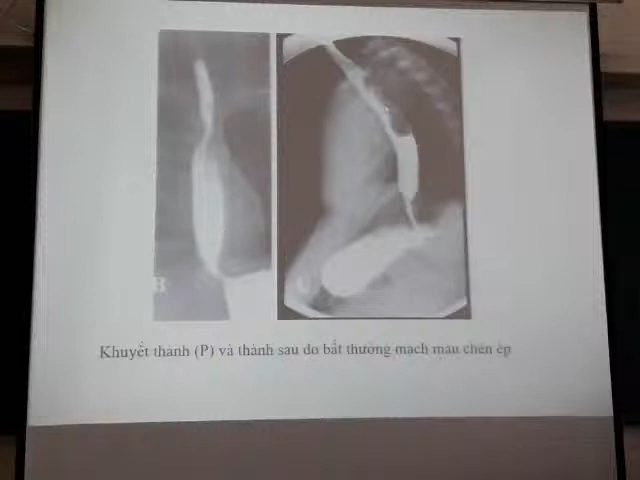 Khuyết thành (P) và thành sau do bất thường mạch máu chèn ép